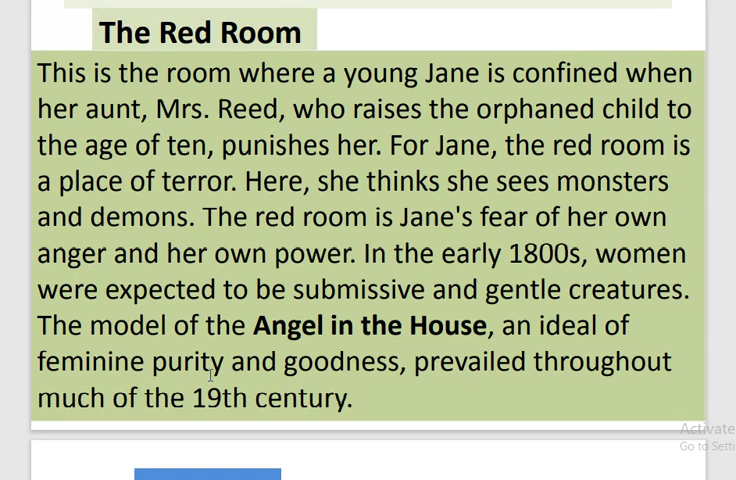 The Red Room
This is the room where a young Jane is confined when
her aunt, Mrs. Reed, who raises the orphaned child to
the age of ten, punishes her. For Jane, the red room is
a place of terror. Here, she thinks she sees monsters
and demons. The red room is Jane's fear of her own
anger and her own power. In the early 1800s, women
were expected to be submissive and gentle creatures.
The model of the Angel in the House, an ideal of
feminine purity and goodness, prevailed throughout
much of the 19th century.
Activate
Go to Setti